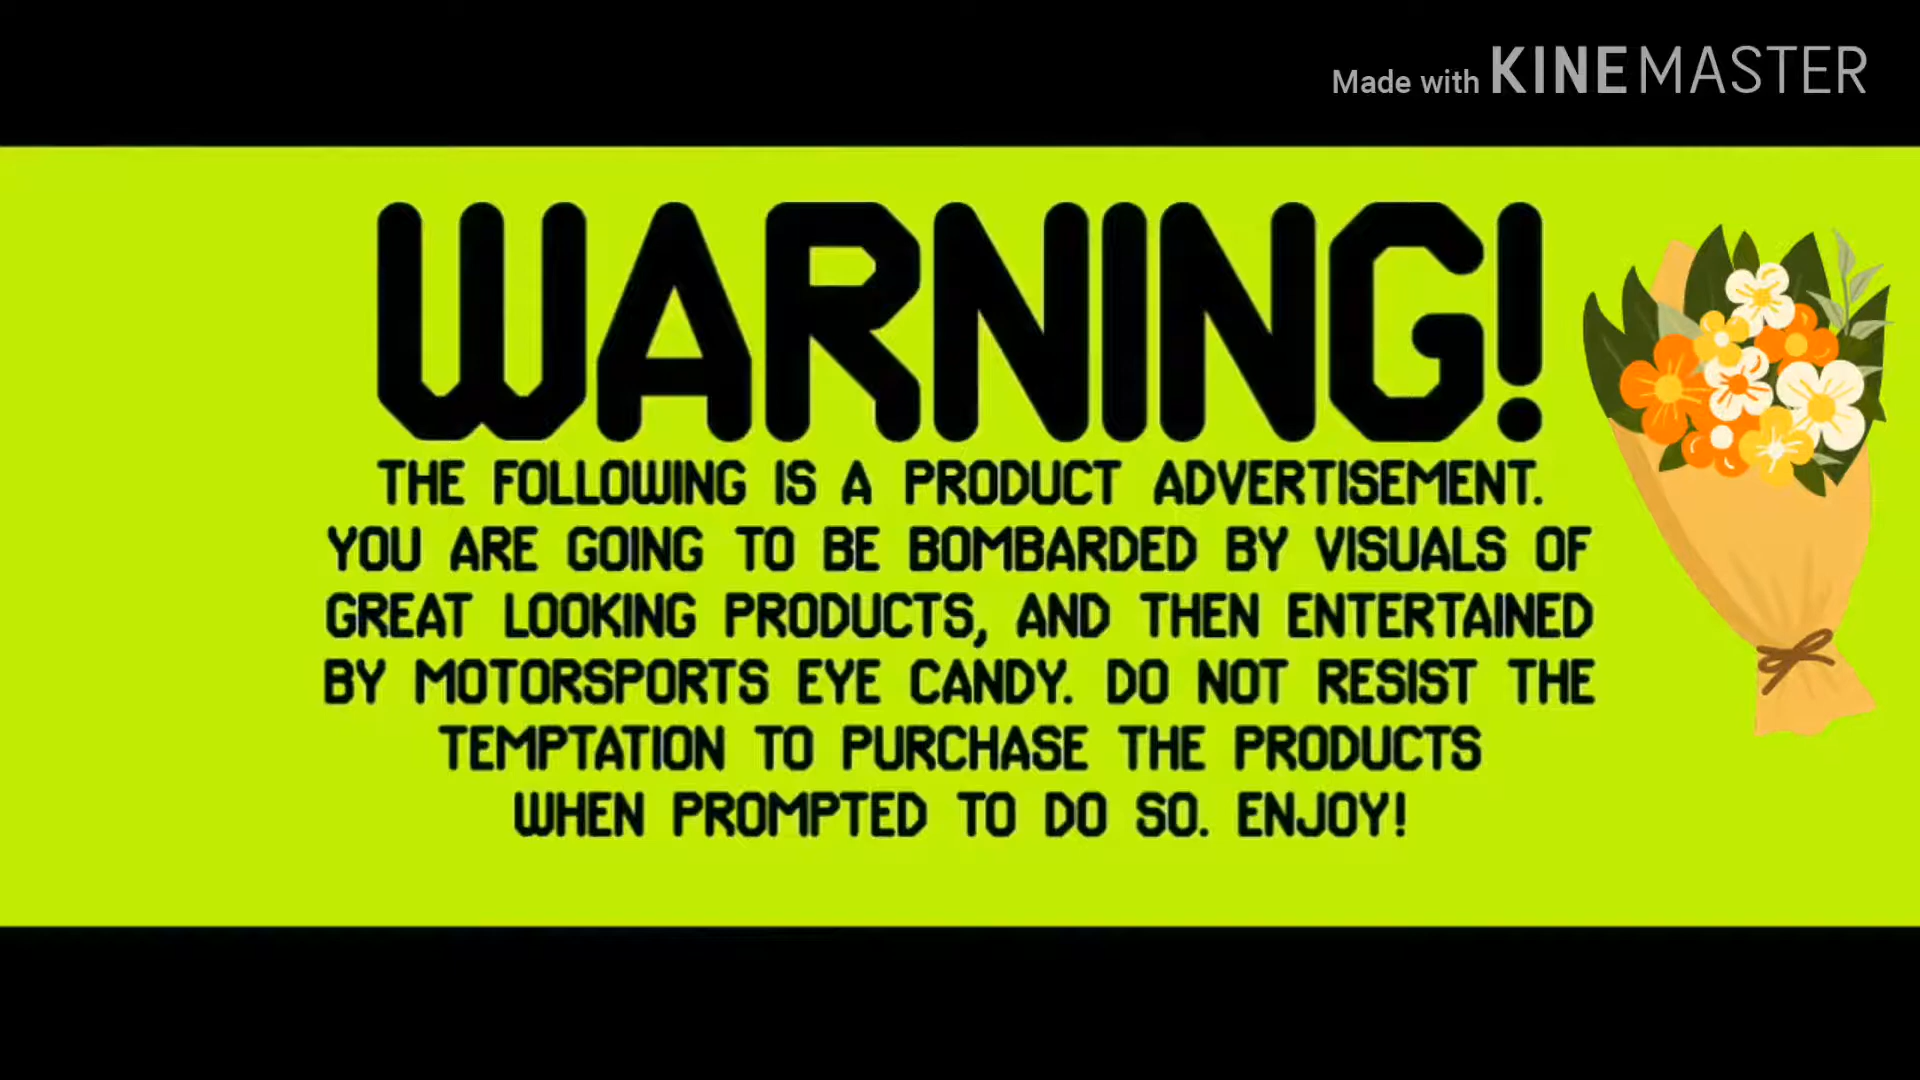 Made with KINEMASTER
WARNING!
THE FOLLOWING IS A PRODUCT ADVERTISEMENT.
YOU ARE GOING TO BE BOMBARDED BY VISUALS OF
GREAT LOOKING PRODUCTS, AND THEN ENTERTAINED
BY MOTORSPORTS EYE CANDY. DO NOT RESIST THE
TEMPTATION TO PURCHASE THE PRODUCTS
WHEN PROMPTED TO DO SO. ENJOY!